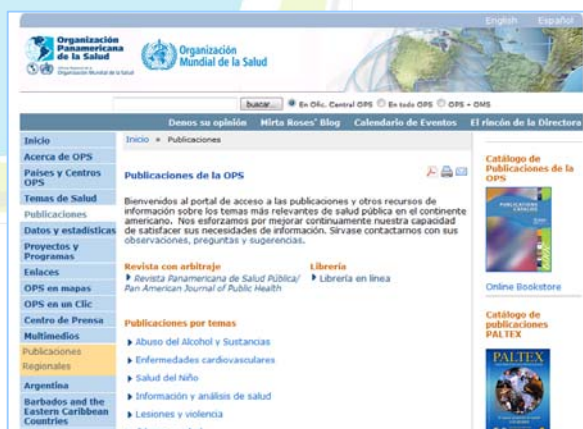 English Español
Organización
Panamericana
de la Salud
Organización
Mundial de la Salud
buscar... En Ofic. Central OPS En todo OPS OPS + OMS
Denos su opinión Mirta Roses' Blog Calendario de Eventos El rincón de la Directora
Inicio
Acerca de OPS
Países y Centros
OPS
Temas de Salud
Publicaciones
Datos y estadísticas
Proyectos y
Programas
Enlaces
OPS en mapas
OPS en un Clic
Centro de Prensa
Multimedios
Publicaciones
Regionales
Argentina
Barbados and the
Eastern Caribbean
Countries
Inicio » Publicaciones
Publicaciones de la OPS
Bienvenidos al portal de acceso a las publicaciones y otros recursos de
información sobre los temas más relevantes de salud pública en el continente
americano. Nos esforzamos por mejorar continuamente nuestra capacidad
de satisfacer sus necesidades de información. Sírvase contactarnos con sus
observaciones, preguntas y sugerencias.
Revista con arbitraje
Revista Panamericana de Salud Pública/
Pan American Journal of Public Health
Librería
Librería en línea
Publicaciones por temas
Abuso del Alcohol y Sustancias
Enfermedades cardiovasculares
Salud del Niño
Información y análisis de salud
Lesiones y violencia
Catálogo de
Publicaciones de la
OPS
PUBLICATIONS
CATALOG
Online Bookstore
Catálogo de
publicaciones
PALTEX
PALTEX